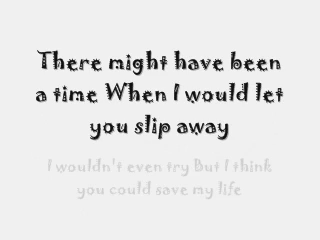 There might have been
a time When I would let
you slip away
I wouldn't even try But I think
you could save my life